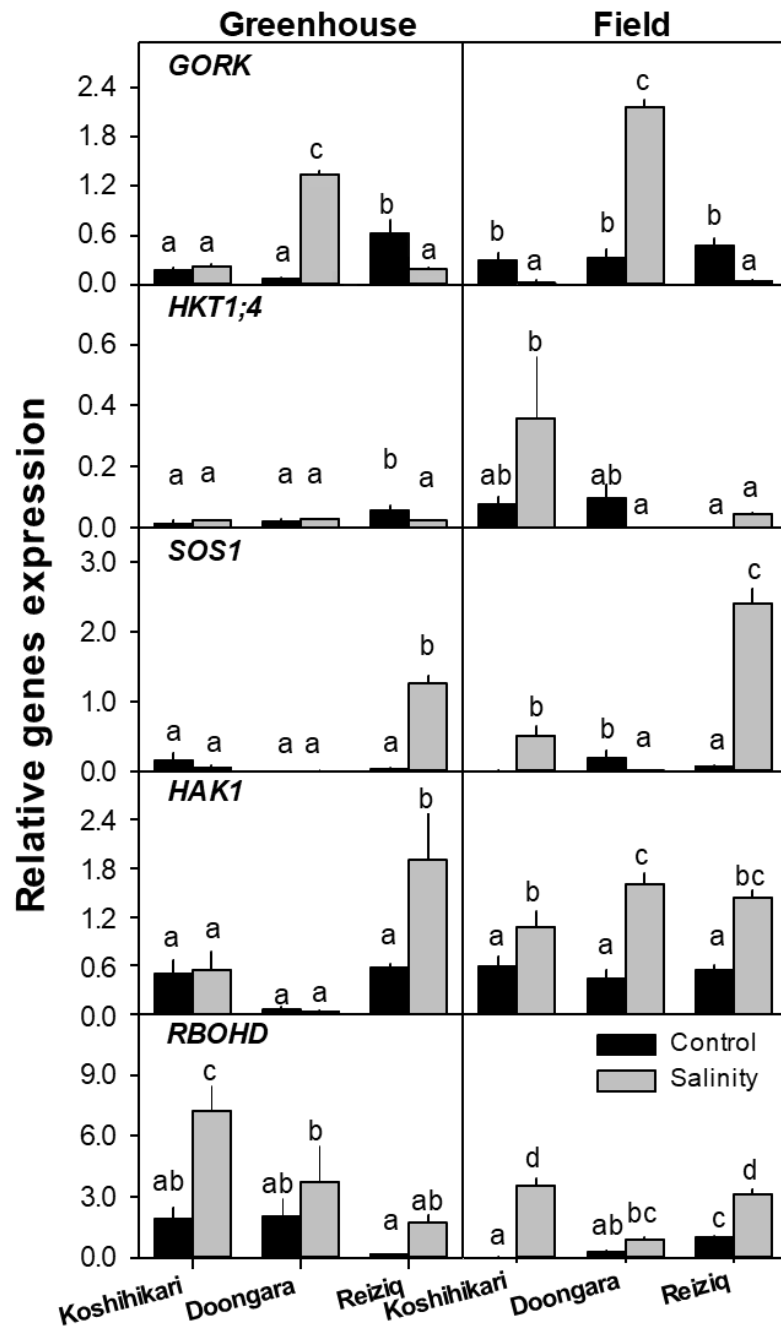 Greenhouse Field
Relative genes expression
GORK
2.4
1.8
1.2
0.6
0.0
a a a c b a
b a b c b a
HKT1;4
0.6
0.4
0.2
0.0
a a a a b a
ab b ab a a a
SOS1
3.0
2.0
1.0
0.0
a a a a a b
b b a a c
HAK1
2.4
1.8
1.2
0.6
0.0
a a a a a b
a b a c a bc
RBOHD
Control
Salinity
9.0
6.0
3.0
0.0
ab c ab b a ab
a d ab bc c d
Koshihikari Doongara Reiziq Koshihikari Doongara Reiziq